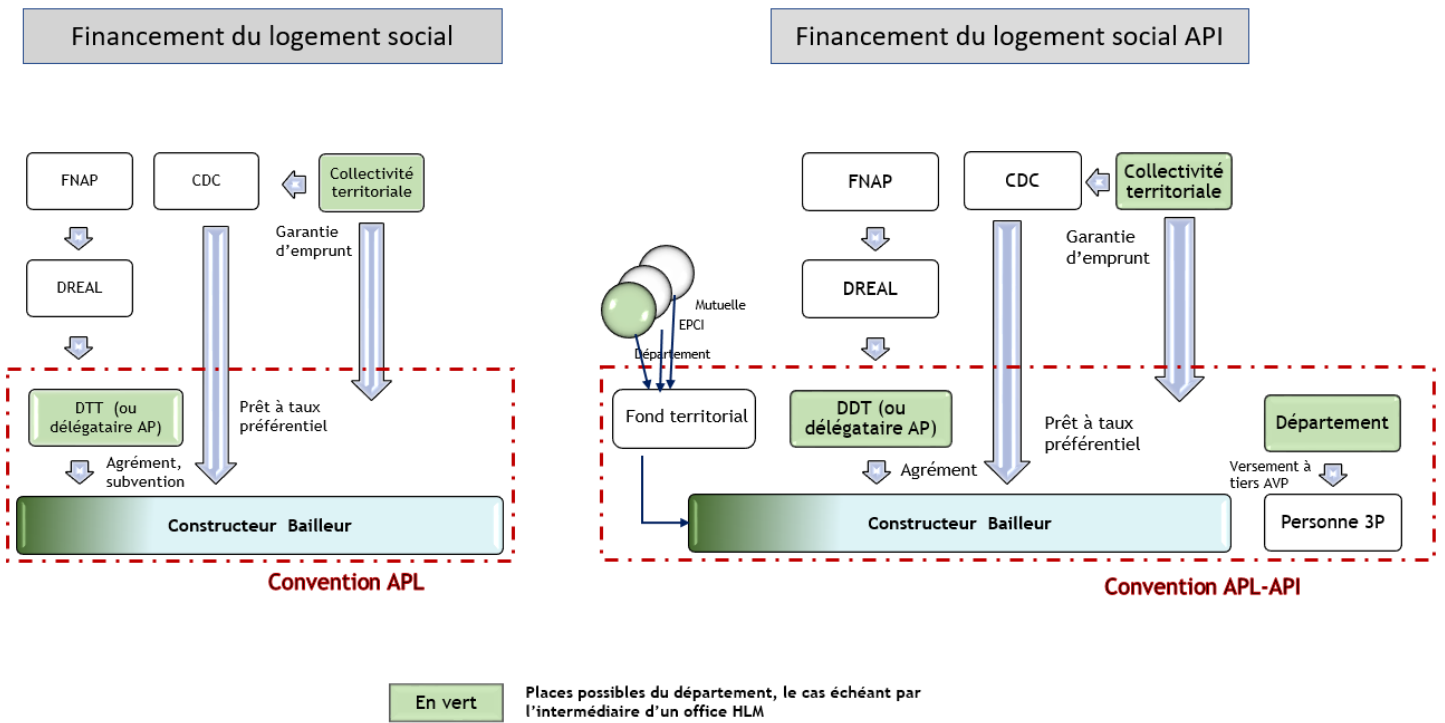 Financement du logement social
FNAP
CDC
Collectivité
territoriale
Garantie
d'emprunt
DREAL
DTT (ou
délégataire AP)
Prêt à taux
préférentiel
Agrément,
subvention
Constructeur Bailleur
Convention APL
Financement du logement social API
FNAP
CDC
Collectivité
territoriale
Garantie
d'emprunt
DREAL
Mutuelle
EPCI
Département
Fond territorial
DDT (ou
délégataire AP)
Prêt à taux
préférentiel
Département
Agrément
Versement à
tiers AVP
Constructeur Bailleur
Personne 3P
Convention APL-API
En vert
Places possibles du département, le cas échéant par
l'intermédiaire d'un office HLM